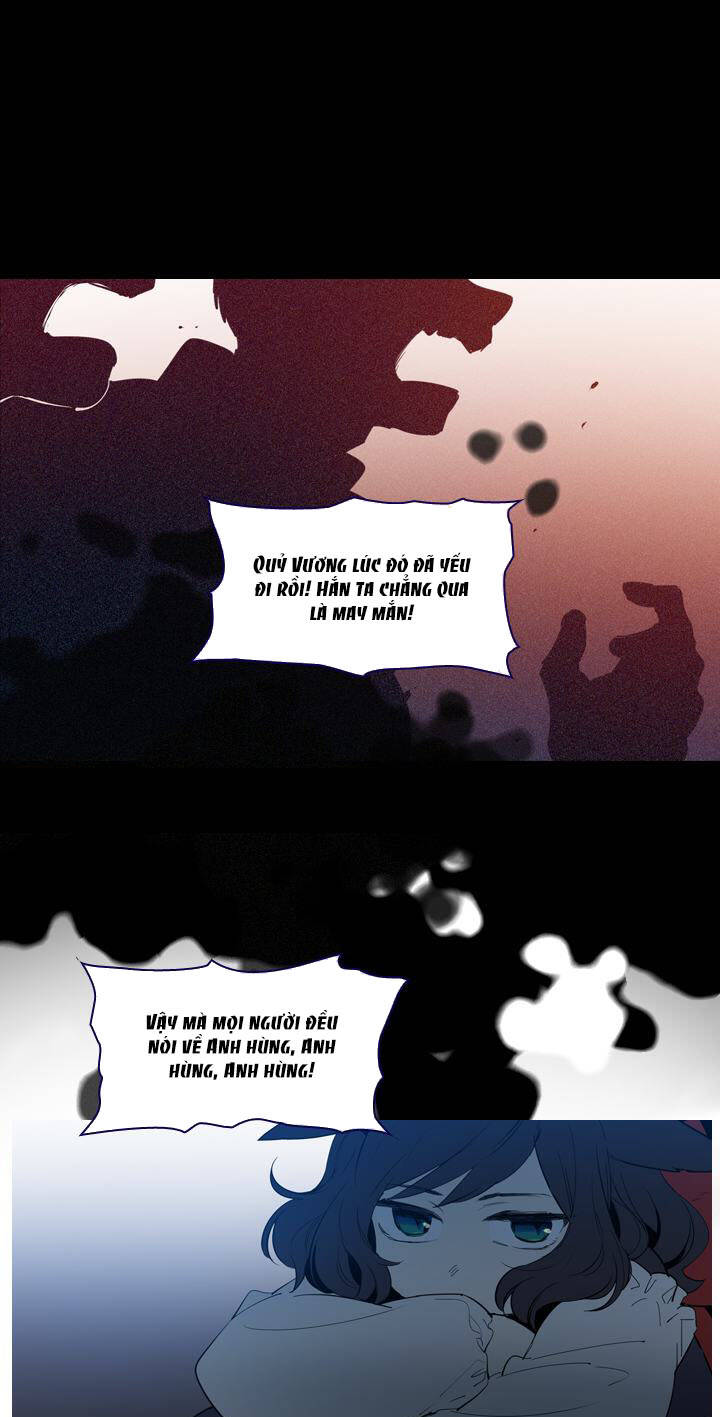 Quỷ Vương lúc đó đã yếu
đi rồi! Hắn ta chẳng qua
là may mắn!
Vậy mà mọi người đều
nói về anh hùng, anh
hùng, anh hùng!